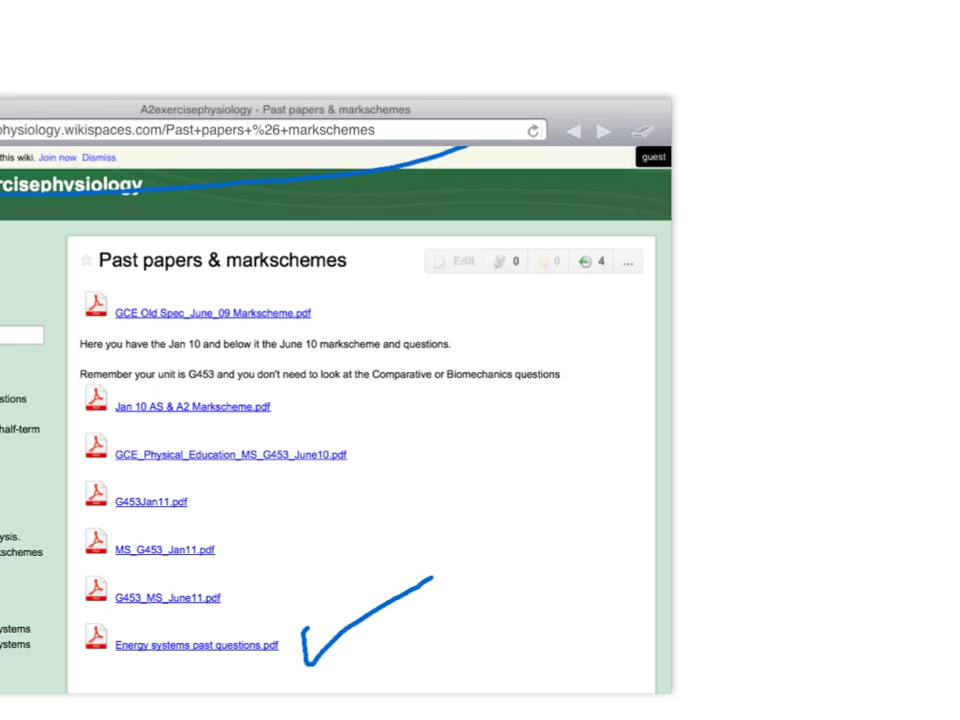 A2exercisephysiology - Past papers & markschemes
physiology.wikispaces.com/Past+papers+%26+markschemes
this wiki. Join now Dismiss
guest
rcisephysiology
Past papers & markschemes
Edit 0 0 4 ...
GCE Old Spec_June_09 Markscheme.pdf
Here you have the Jan 10 and below it the June 10 markscheme and questions.
Remember your unit is G453 and you don't need to look at the Comparative or Biomechanics questions
stions
Jan 10 AS & A2 Markscheme.pdf
half-term
GCE_Physical_Education_MS_G453_June10.pdf
G453Jan11.pdf
ysis.
MS_G453_Jan11.pdf
kschemes
G453_MS_June11.pdf
ystems
Energy systems past questions.pdf
ystems